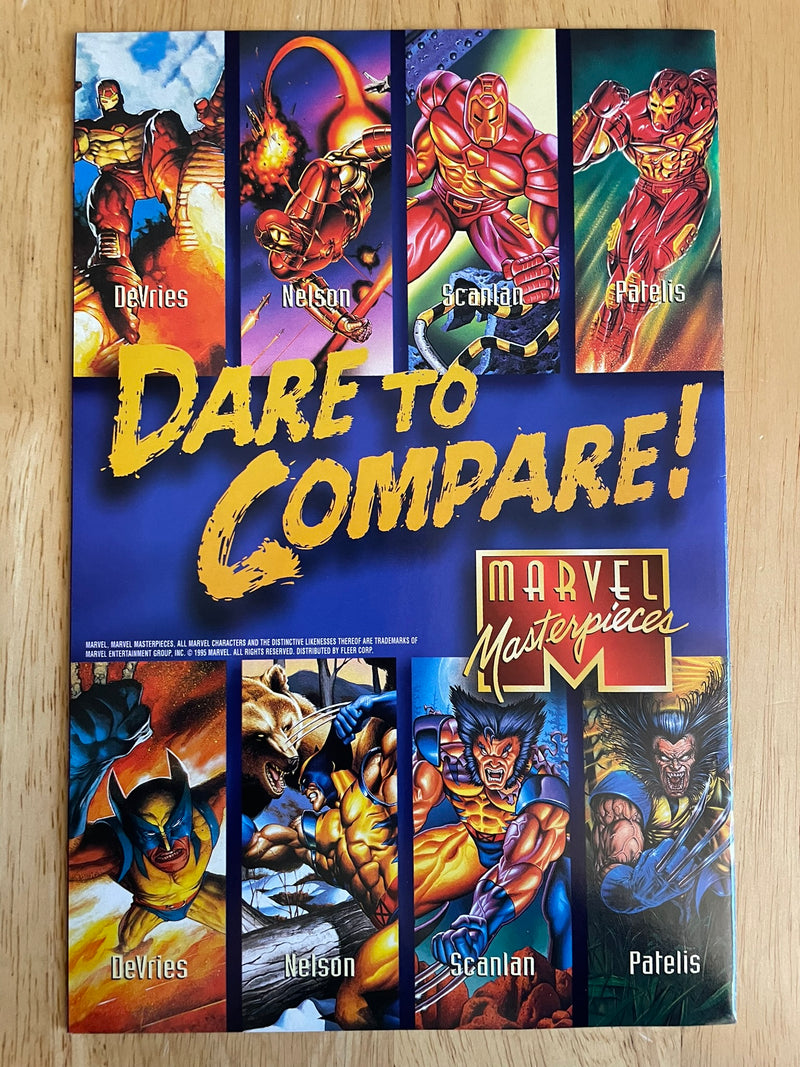 DeVries
Nelson
Scanlan
Patelis
DARE TO
COMPARE!
MARVEL
Masterpieces
MARVEL, MARVEL MASTERPIECES, ALL MARVEL CHARACTERS AND THE DISTINCTIVE LIKENESSES THEREOF ARE TRADEMARKS OF
MARVEL ENTERTAINMENT GROUP, INC. © 1995 MARVEL. ALL RIGHTS RESERVED. DISTRIBUTED BY FLEER CORP.
DeVries
Nelson
Scanlan
Patelis